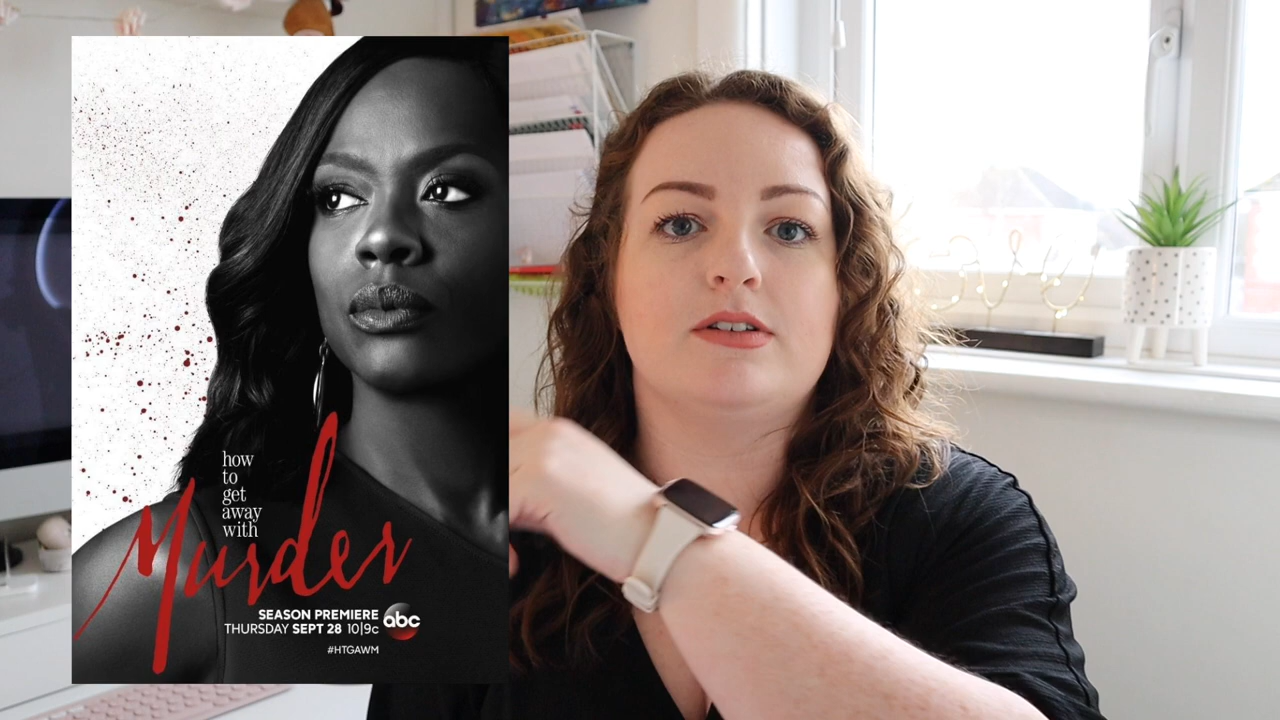 how
to
get
away
with
Murder
SEASON PREMIERE
THURSDAY SEPT 28 10|9c
abc
#HTGAWM